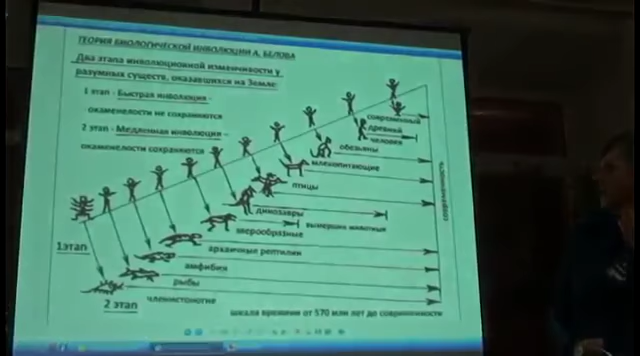 ТЕОРИЯ БИОЛОГИЧЕСКОЙ ИНВОЛЮЦИИ А. БЕЛОВА
Два этапа инволюционной изменчивости у
разумных существ, оказавшихся на Земле:
1 этап - Быстрая инволюция -
окаменелости не сохраняются
2 этап - Медленная инволюция -
окаменелости сохраняются
современный
древний
человек
обезьяны
млекопитающие
птицы
динозавры
вымершие животные
зверообразные
архаичные рептилии
амфибии
рыбы
членистоногие
1этап
2 этап
шкала времени от 570 млн лет до современности
современность